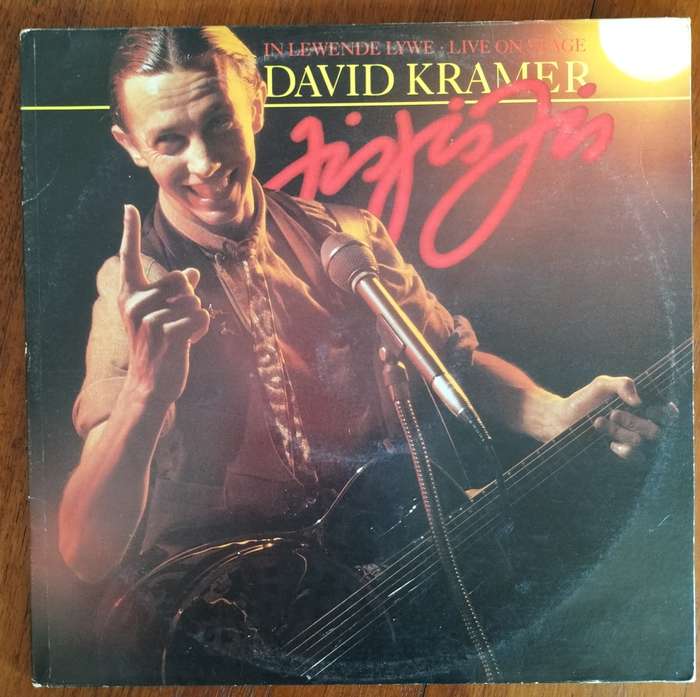 IN LEWENDE LYWE · LIVE ON STAGE
DAVID KRAMER
Jis Jis Jis